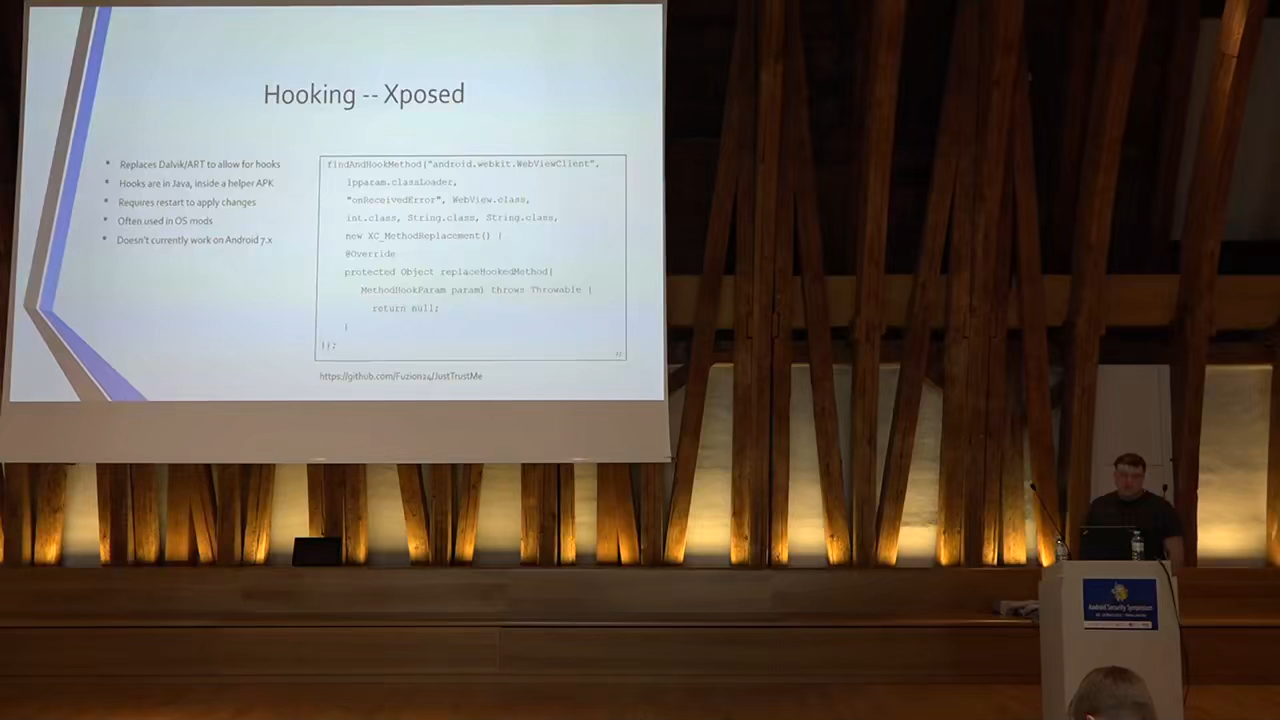 Hooking -- Xposed
* Replaces Dalvik/ART to allow for hooks
* Hooks are in Java, inside a helper APK
* Requires restart to apply changes
* Often used in OS mods
* Doesn't currently work on Android 7.x
findAndHookMethod("android.webkit.WebViewClient",
lpparam.classLoader,
"onReceivedError", WebView.class,
int.class, String.class, String.class,
new XC_MethodReplacement() {
@Override
protected Object replaceHookedMethod(
MethodHookParam param) throws Throwable {
return null;
}
});
https://github.com/Fuzion24/JustTrustMe
Android Security Symposium